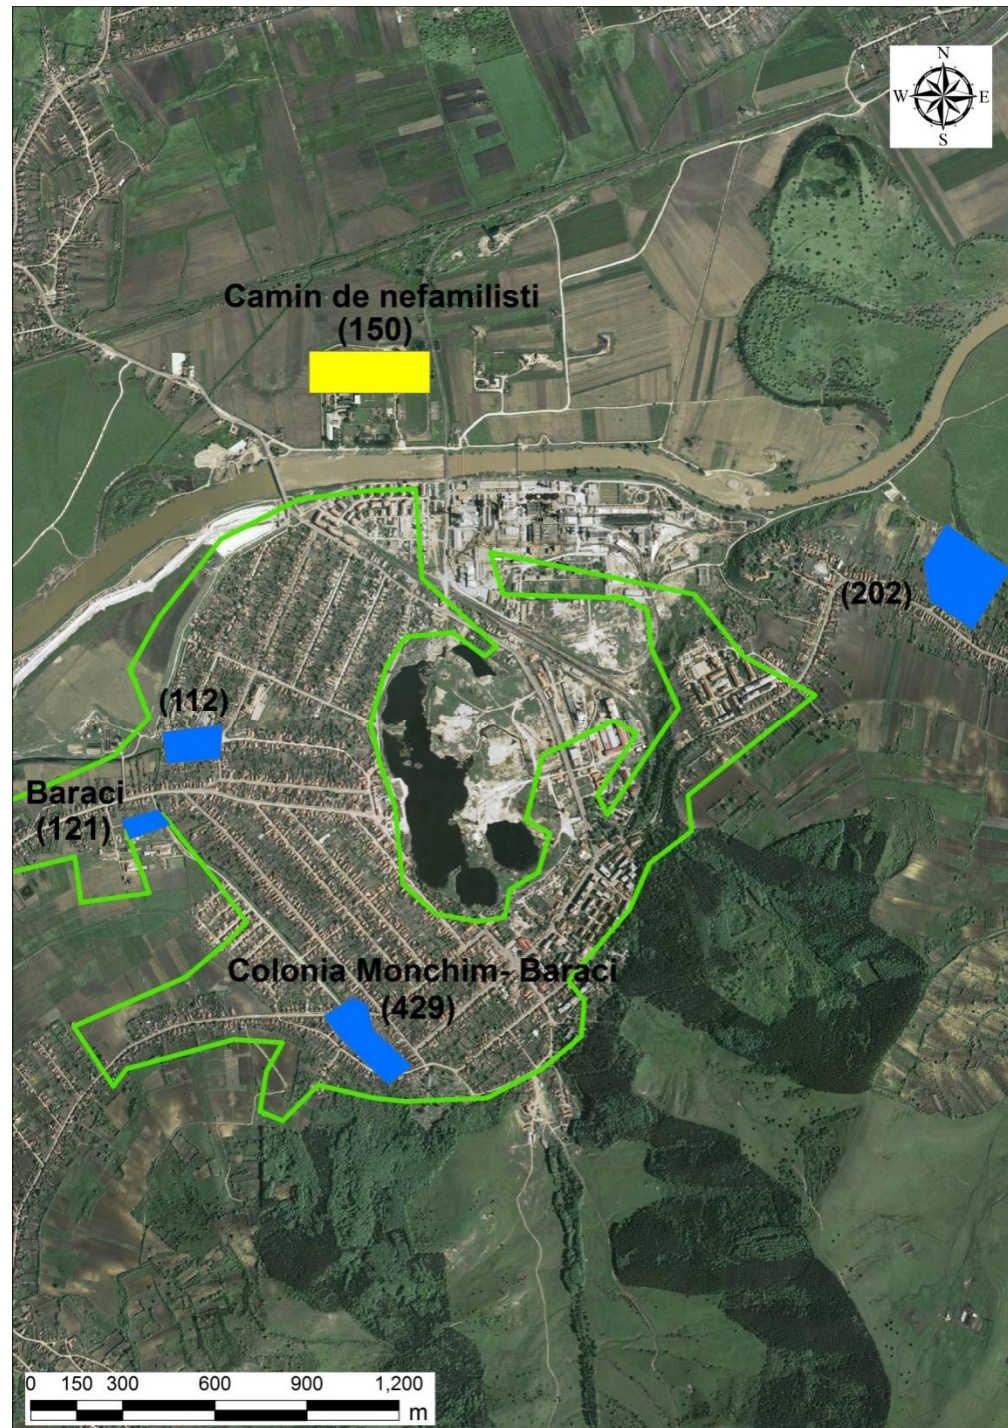 N
W E
S
Camin de nefamilisti
(150)
(202)
(112)
Baraci
(121)
Colonia Monchim- Baraci
(429)
0 150 300 600 900 1,200
m